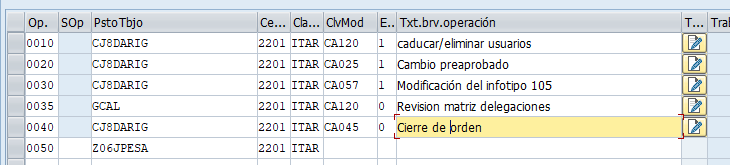 Op. SOp PstoTbjo Ce... Cla... ClvMod E... Txt.brv.operación T... Trab
0010 CJ8DARIG 2201 ITAR CA120 1 caducar/eliminar usuarios
0020 CJ8DARIG 2201 ITAR CA025 1 Cambio preaprobado
0030 CJ8DARIG 2201 ITAR CA057 1 Modificación del infotipo 105
0035 GCAL 2201 ITAR CA120 0 Revision matriz delegaciones
0040 CJ8DARIG 2201 ITAR CA045 0 Cierre de orden
0050 Z06JPESA 2201 ITAR